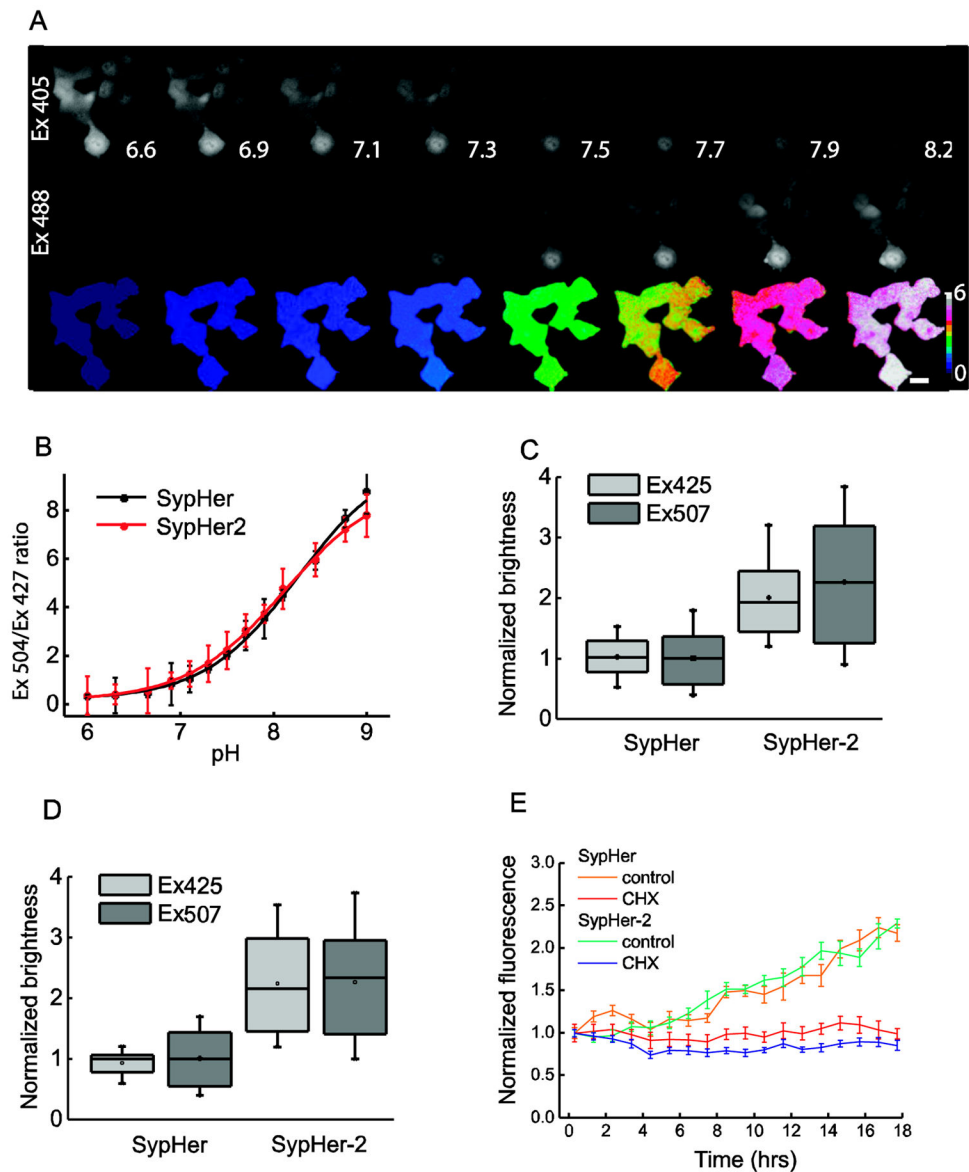 A
Ex 405
6.6 6.9 7.1 7.3 7.5 7.7 7.9 8.2
Ex 488
6
0
B
SypHer
SypHer2
Ex 504/Ex 427 ratio
8
6
4
2
0
6 7 8 9
pH
C
Ex425
Ex507
Normalized brightness
4
3
2
1
0
SypHer SypHer-2
D
Ex425
Ex507
Normalized brightness
4
3
2
1
0
SypHer SypHer-2
E
SypHer
control
CHX
SypHer-2
control
CHX
Normalized fluorescence
3.0
2.5
2.0
1.5
1.0
0.5
0.0
0 2 4 6 8 10 12 14 16 18
Time (hrs)